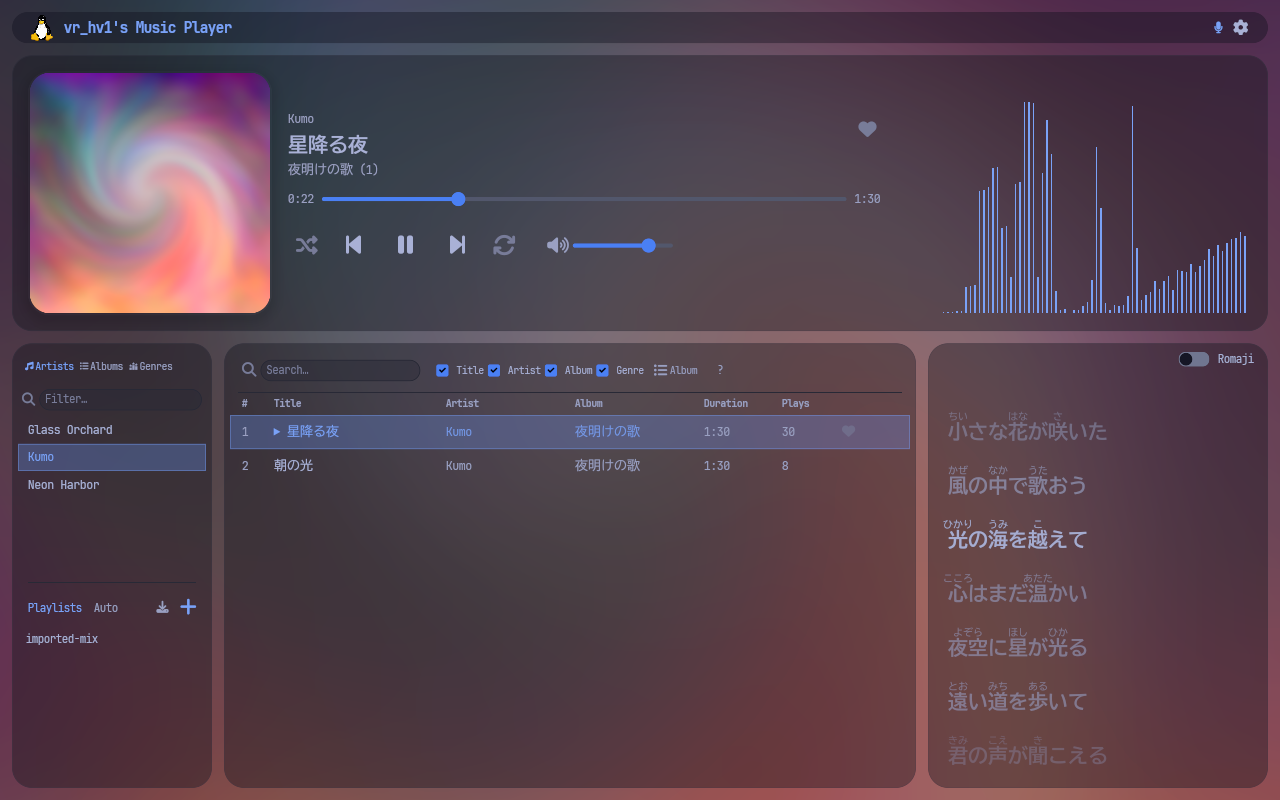 vr_hv1's Music Player
Kumo
星降る夜
夜明けの歌 (1)
0:22
1:30
Artists Albums Genres
Filter…
Glass Orchard
Kumo
Neon Harbor
Playlists Auto
imported-mix
Search… Title Artist Album Genre Album ?
# Title Artist Album Duration Plays
1 ▶ 星降る夜 Kumo 夜明けの歌 1:30 30
2 朝の光 Kumo 夜明けの歌 1:30 8
Romaji
ちい はな さ
小さな花が咲いた
かぜ なか うた
風の中で歌おう
ひかり うみ こ
光の海を越えて
こころ あたた
心はまだ温かい
よぞら ほし ひか
夜空に星が光る
とお みち ある
遠い道を歩いて
きみ こえ き
君の声が聞こえる